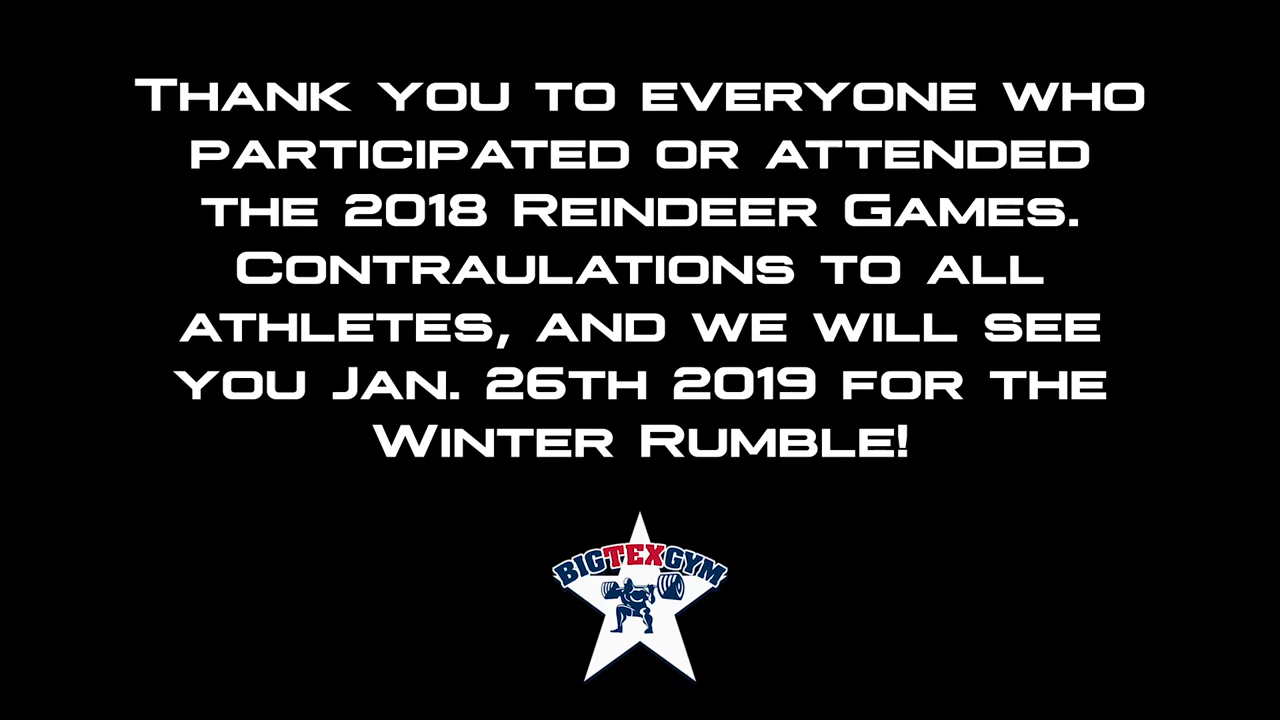 Thank you to everyone who
participated or attended
the 2018 Reindeer Games.
Contraulations to all
athletes, and we will see
you Jan. 26th 2019 for the
Winter Rumble!
BIGTEXGYM